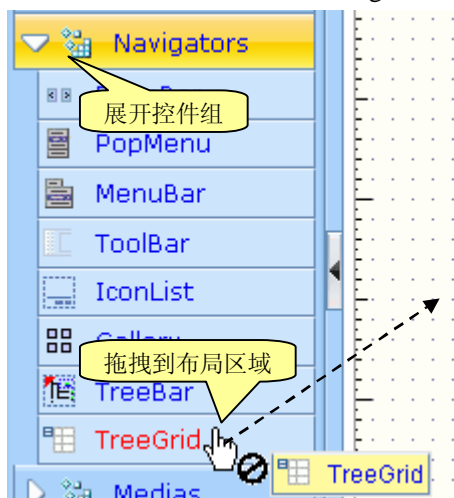 Navigators
展开控件组
PopMenu
MenuBar
ToolBar
IconList
Gallery
拖拽到布局区域
TreeBar
TreeGrid
TreeGrid
Medias